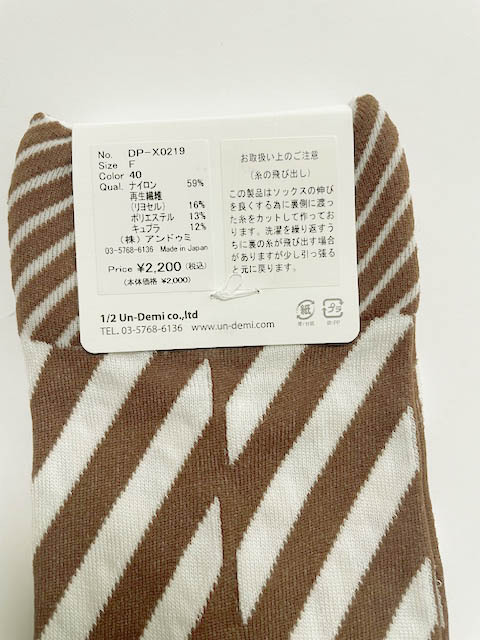 No. DP-X0219
Size F
Color 40
Qual. ナイロン 59%
再生繊維
(リヨセル) 16%
ポリエステル 13%
キュプラ 12%
(株) アンドゥミ
03-5768-6136 Made in Japan
Price ¥2,200 (税込)
(本体価格 ¥2,000)
お取扱い上のご注意
(糸の飛び出し)
この製品はソックスの伸び
を良くする為に裏側に渡っ
た糸をカットして作ってお
ります。洗濯を繰り返すう
ちに裏の糸が飛び出す場合
がありますが少し引っ張る
と元に戻ります。
1/2 Un-Demi co.,ltd
TEL. 03-5768-6136 www-un-demi.com
紙
プラ